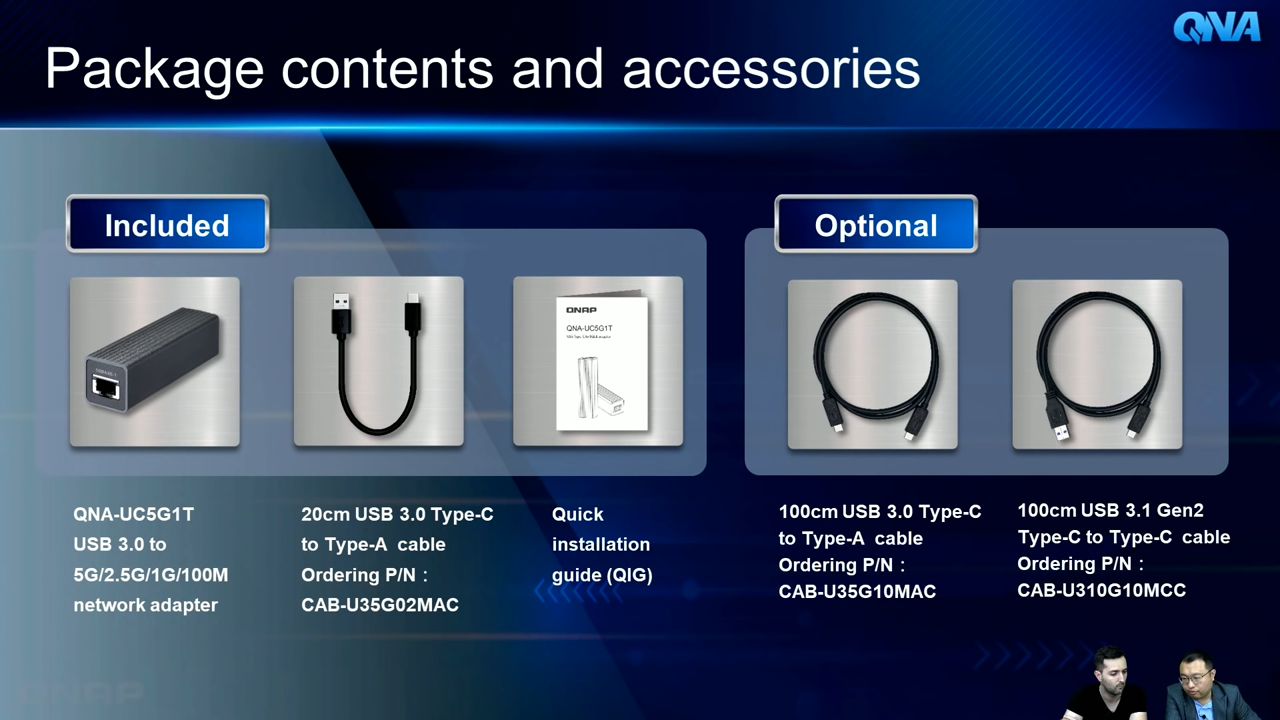 QNA
Package contents and accessories
Included
Optional
QNAP
QNA-UC5G1T
QNA-UC5G1T
USB 3.0 to
5G/2.5G/1G/100M
network adapter
20cm USB 3.0 Type-C
to Type-A cable
Ordering P/N：
CAB-U35G02MAC
Quick
installation
guide (QIG)
100cm USB 3.0 Type-C
to Type-A cable
Ordering P/N：
CAB-U35G10MAC
100cm USB 3.1 Gen2
Type-C to Type-C cable
Ordering P/N：
CAB-U310G10MCC
QNAP